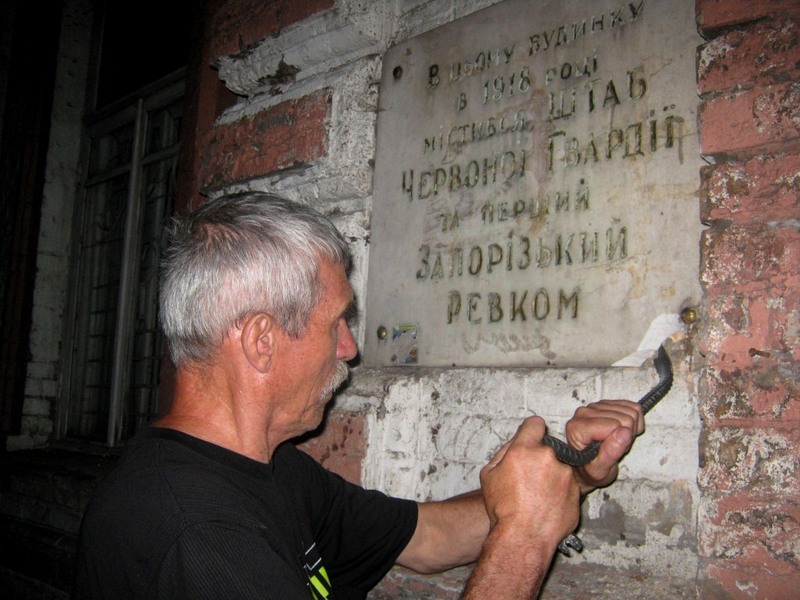 В ЦЬОМУ БУДИНКУ
В 1918 РОЦІ
МІСТИВСЯ ШТАБ
ЧЕРВОНОЇ ГВАРДІЇ
ТА ПЕРШИЙ
ЗАПОРІЗЬКИЙ
РЕВКОМ